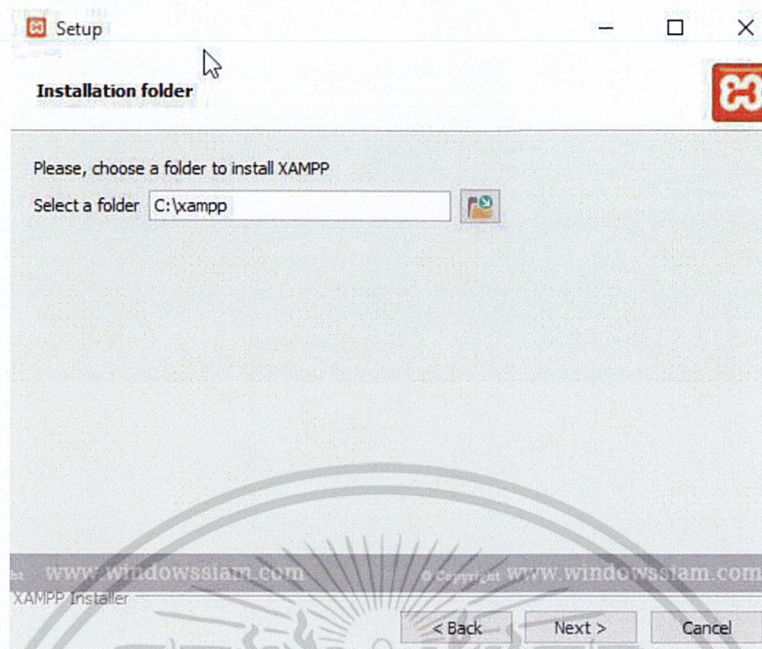 Setup
Installation folder
Please, choose a folder to install XAMPP
Select a folder C:\xampp
www.windowssiam.com © Copyright www.windowssiam.com
XAMPP Installer
< Back Next > Cancel